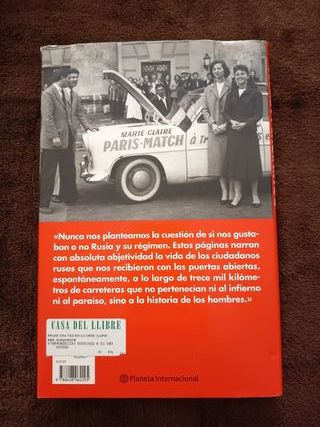 MARIE CLAIRE
PARIS-MATCH à Tr
«Nunca nos planteamos la cuestión de si nos gusta-
ban o no Rusia y su régimen. Estas páginas narran
con absoluta objetividad la vida de los ciudadanos
rusos que nos recibieron con las puertas abiertas,
espontáneamente, a lo largo de trece mil kilóme-
tros de carreteras que no pertenecían ni al infierno
ni al paraíso, sino a la historia de los hombres.»
CASA DEL LLIBRE
Planeta Internacional